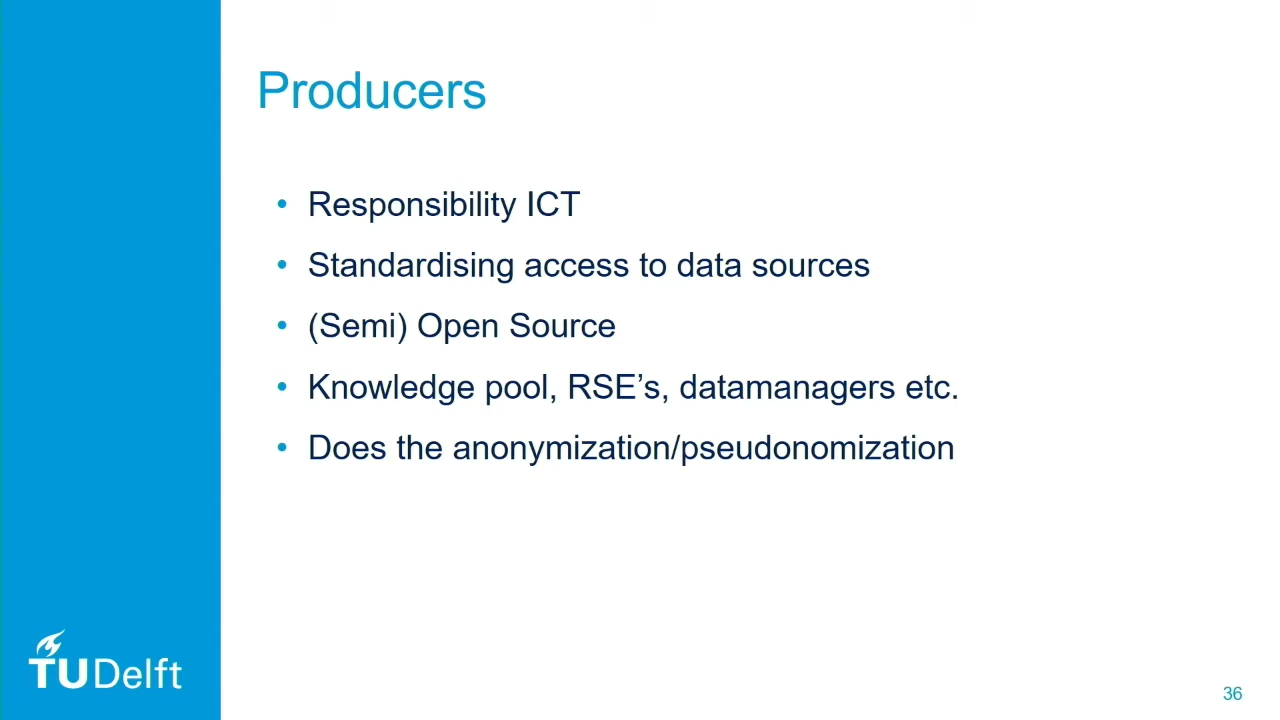 Producers
• Responsibility ICT
• Standardising access to data sources
• (Semi) Open Source
• Knowledge pool, RSE’s, datamanagers etc.
• Does the anonymization/pseudonomization
TUDelft
36